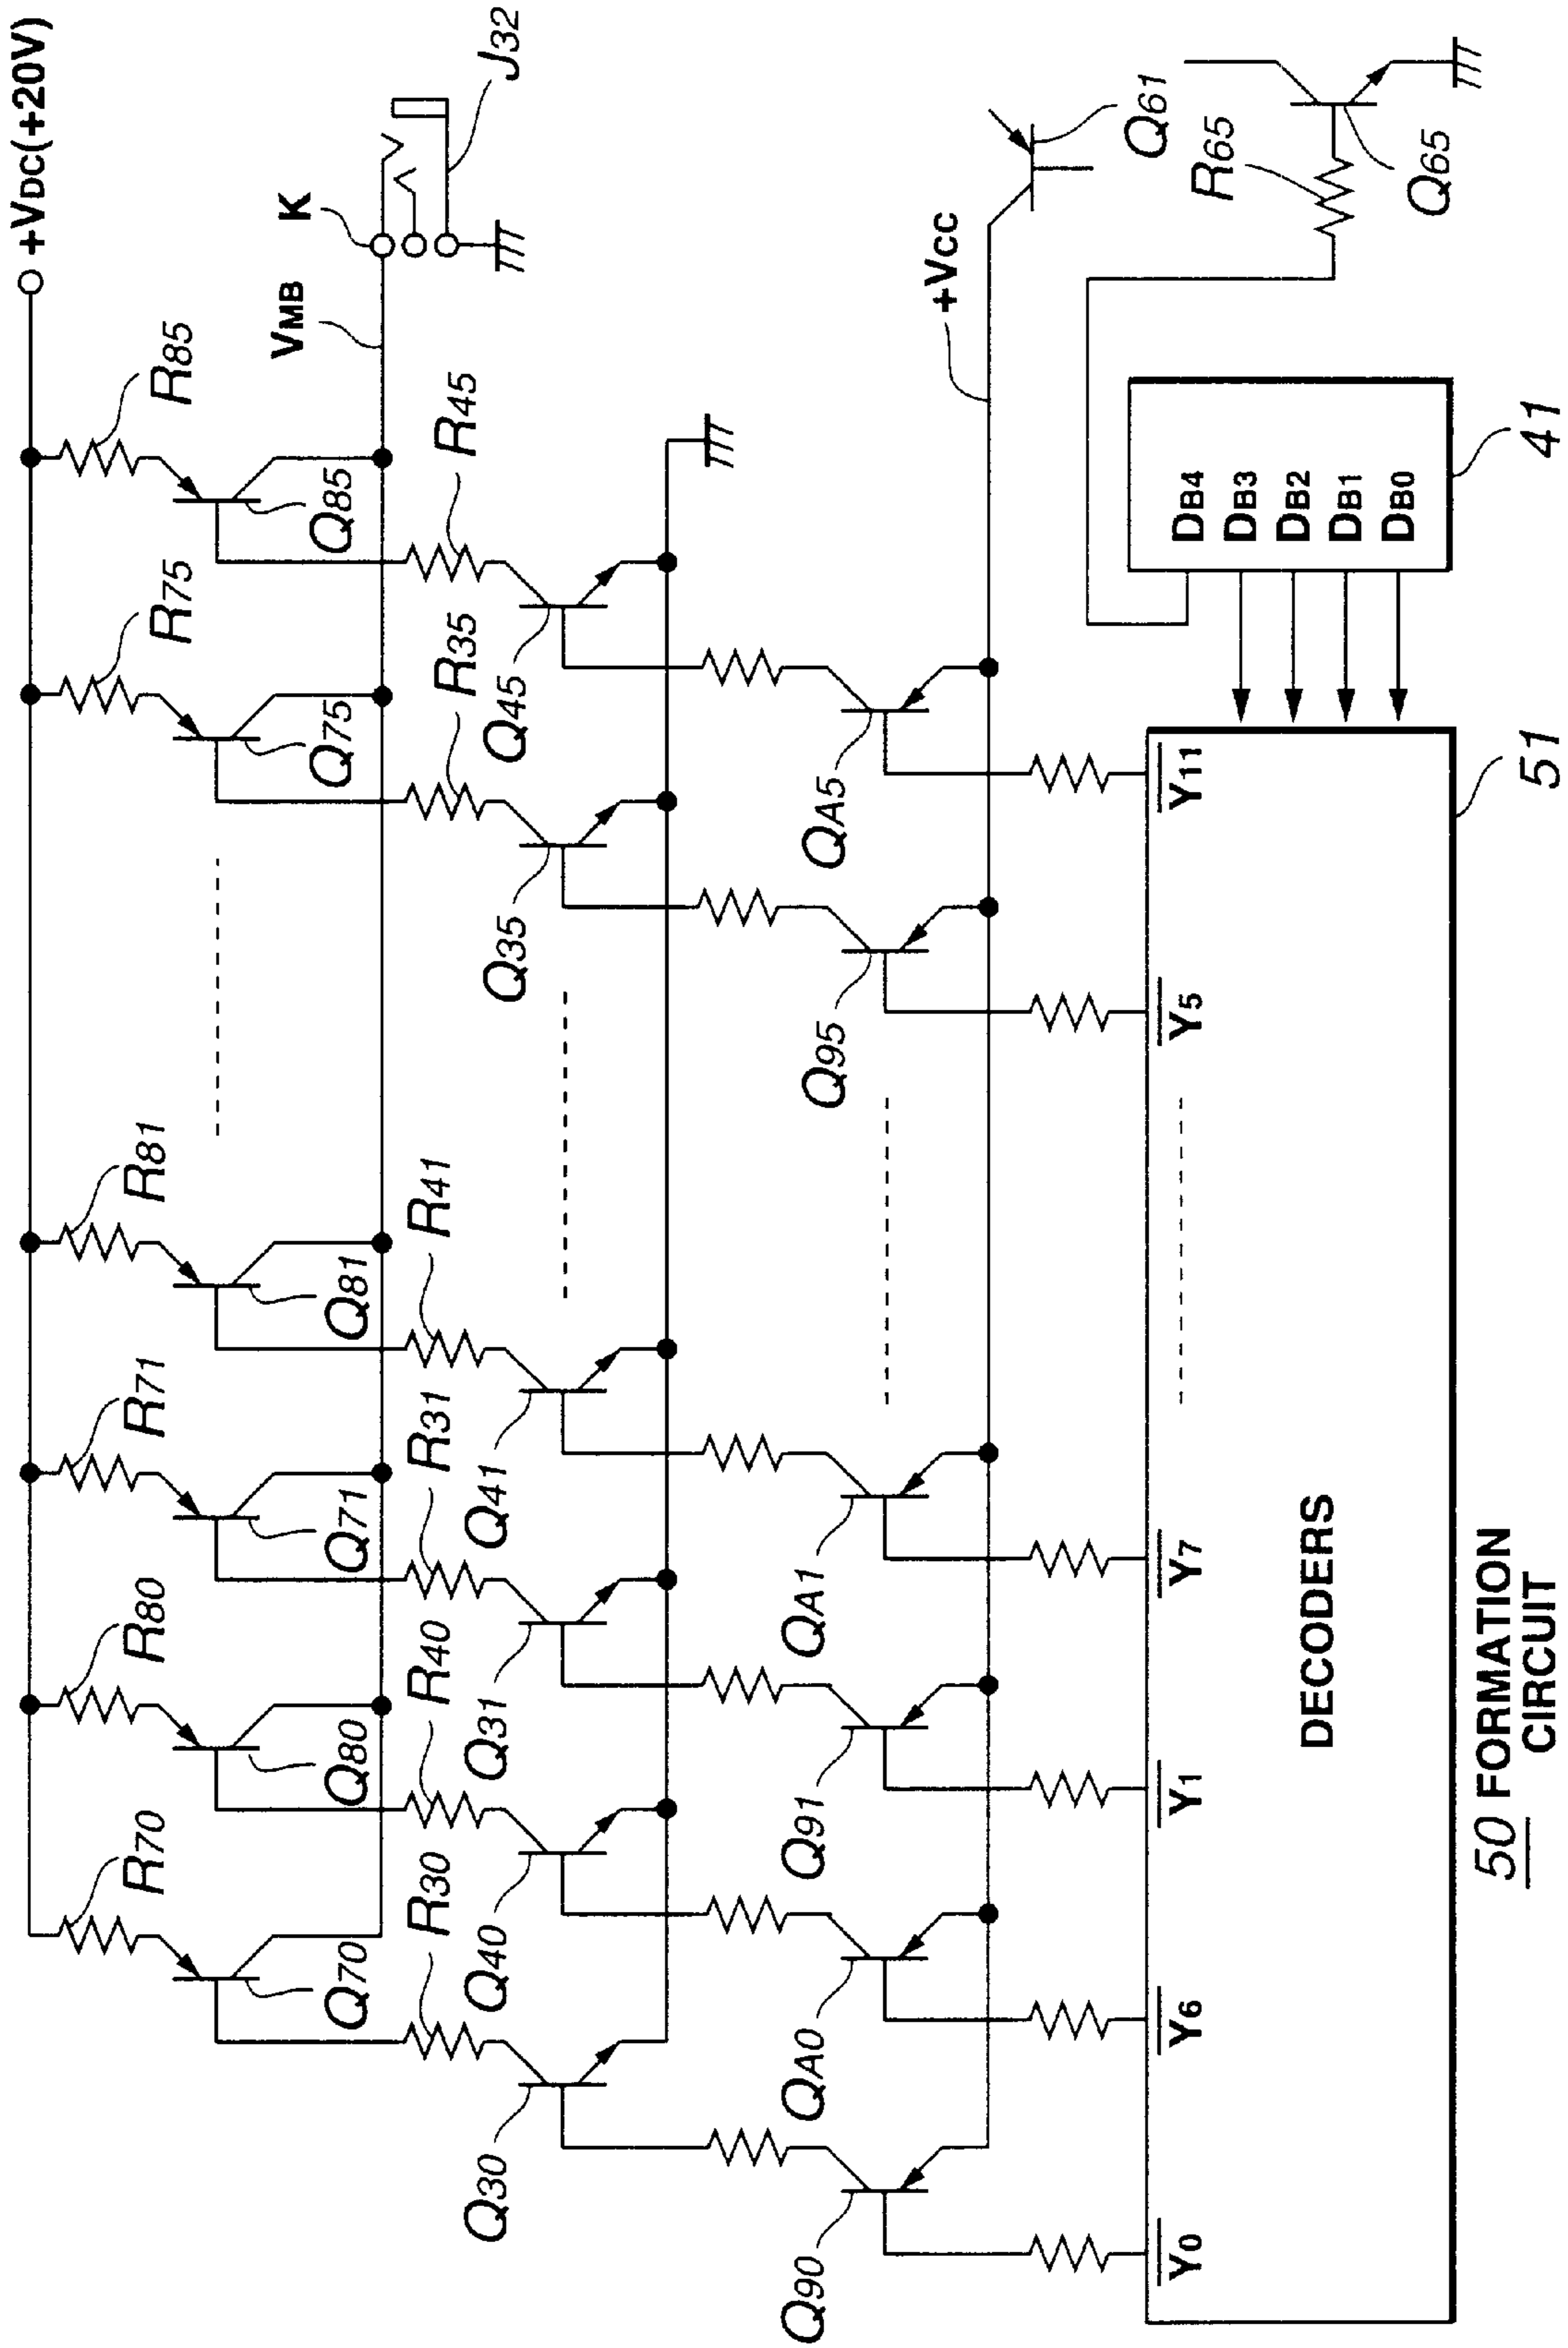 +VDC(+20V)
R70
R80
R71
R81
R75
R85
Q70
Q80
Q71
Q81
Q75
Q85
VMB
K
J32
R30
R40
R31
R41
R35
R45
Q30
Q40
Q31
Q41
Q35
Q45
Q90
QA0
Q91
QA1
Q95
QA5
+VCC
Q61
R65
Q65
Y0
Y6
Y1
Y7
Y5
Y11
DECODERS
51
DB4
DB3
DB2
DB1
DB0
41
50 FORMATION
CIRCUIT